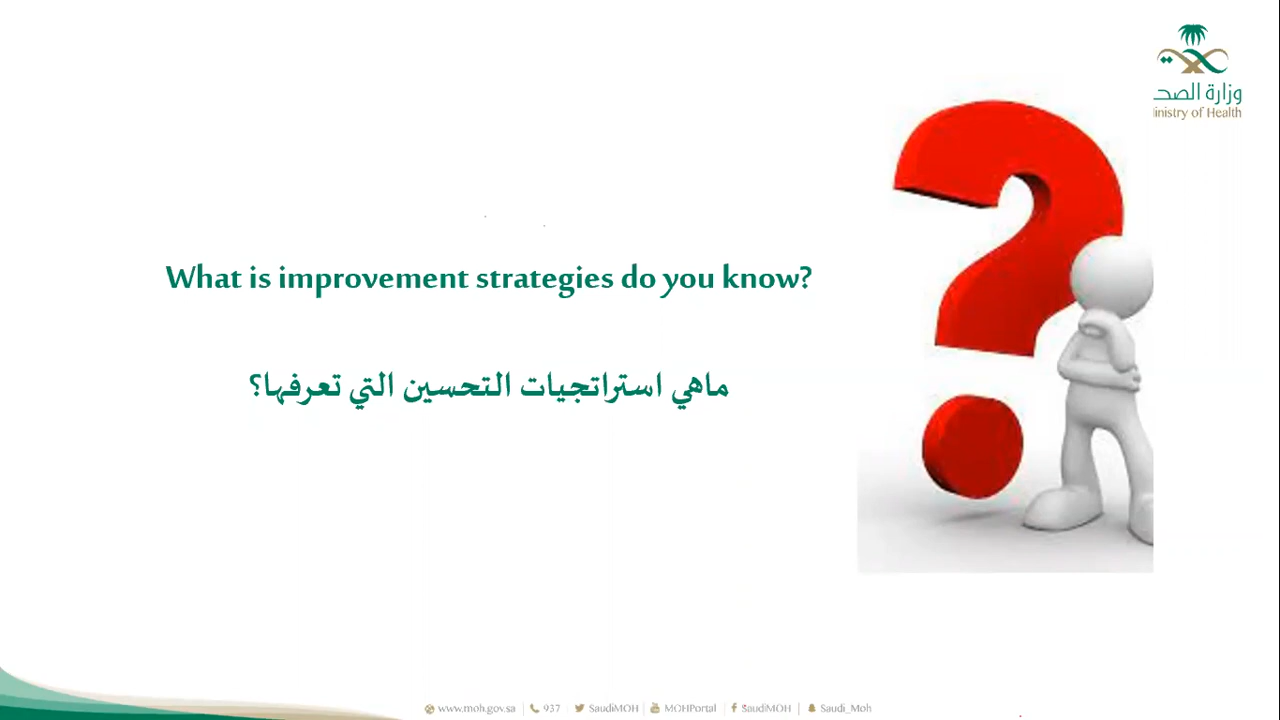 وزارة الصح
inistry of Health
What is improvement strategies do you know?
ماهي استراتجيات التحسين التي تعرفها؟
www.moh.gov.sa | 937 | SaudiMOH | MOHPortal | SaudiMOH | Saudi_Moh